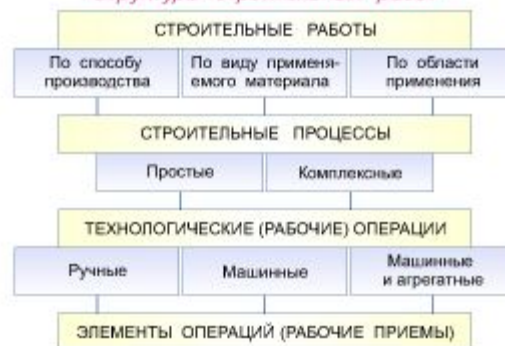 СТРОИТЕЛЬНЫЕ РАБОТЫ
По способу производства
По виду применя-
емого материала
По области применения
СТРОИТЕЛЬНЫЕ ПРОЦЕССЫ
Простые
Комплексные
ТЕХНОЛОГИЧЕСКИЕ (РАБОЧИЕ) ОПЕРАЦИИ
Ручные
Машинные
Машинные
и агрегатные
ЭЛЕМЕНТЫ ОПЕРАЦИЙ (РАБОЧИЕ ПРИЕМЫ)